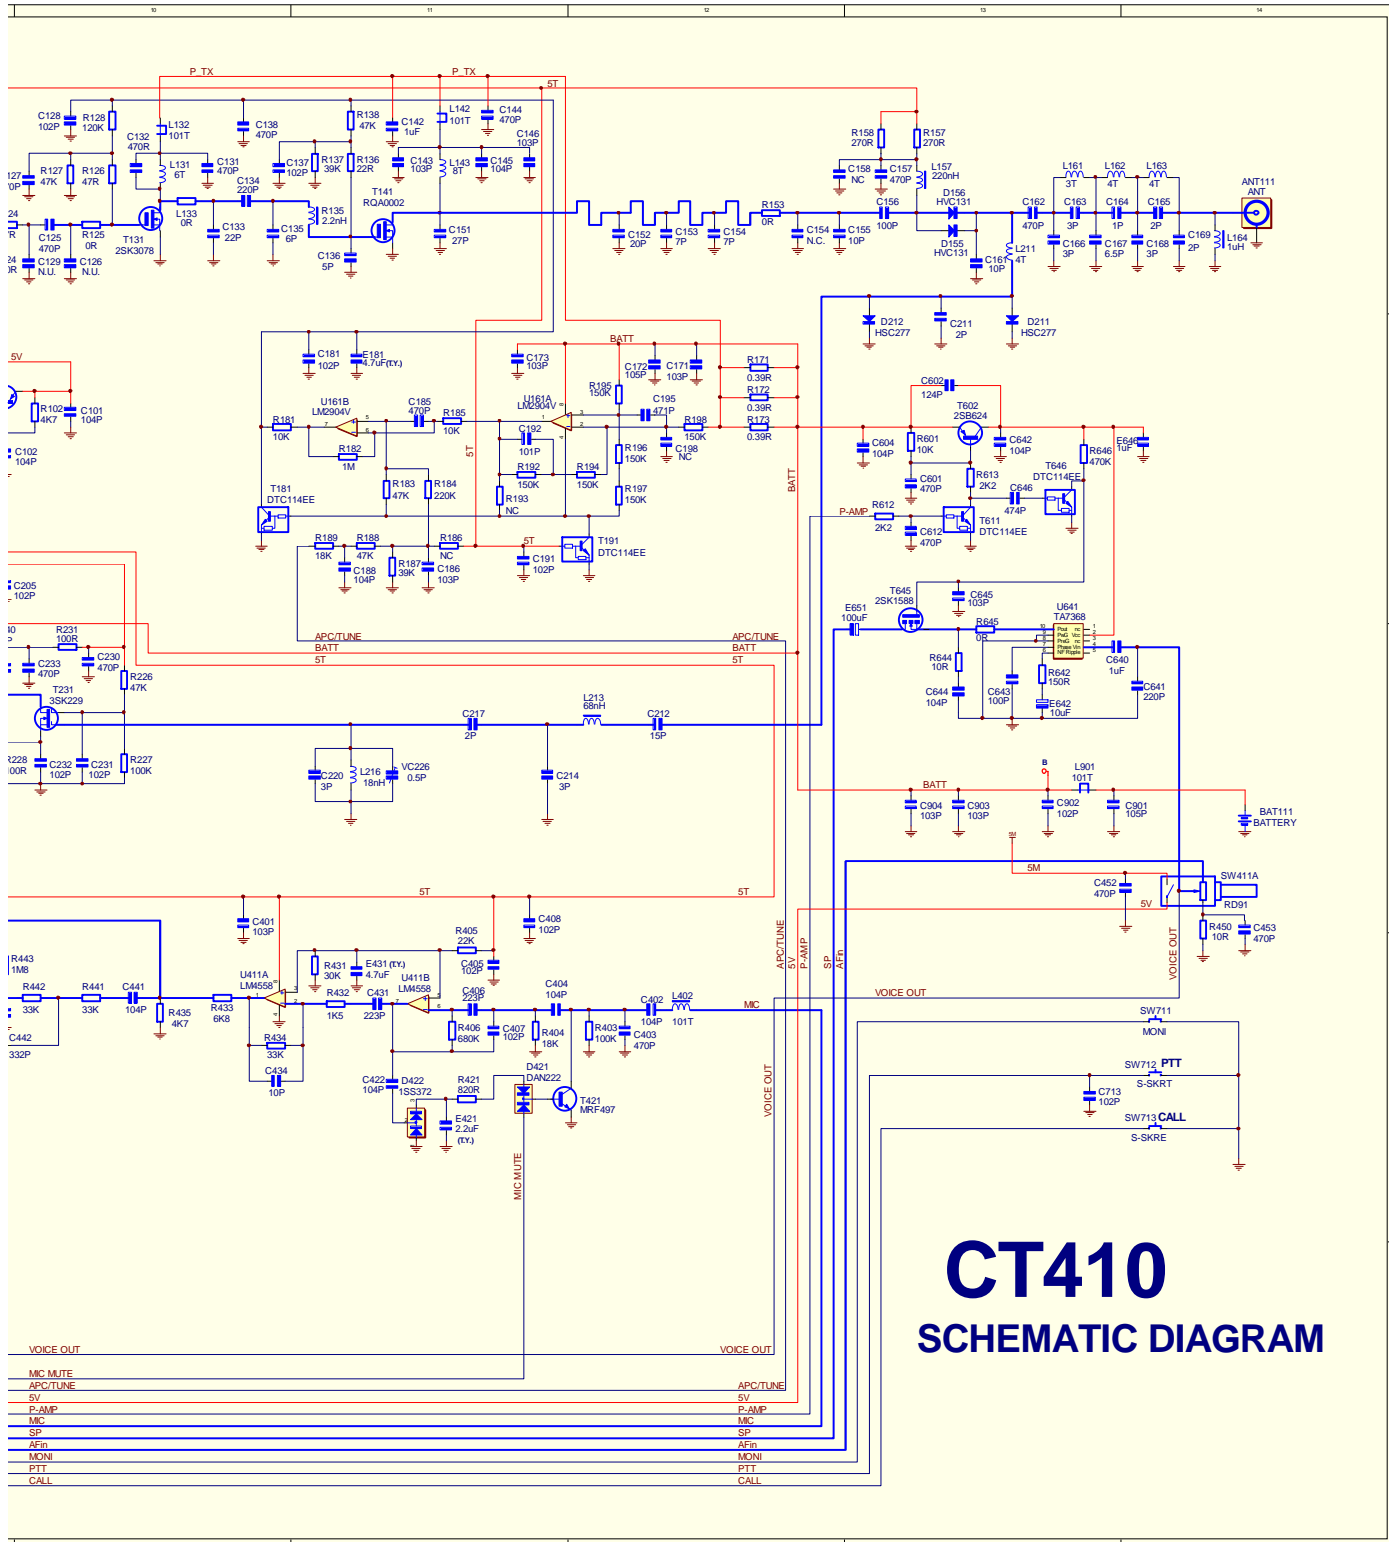 10 11 12 13 14
P_TX P_TX
5T
C128 102P
R128 120K
C132 470R
L132 101T
C138 470P
R138 47K
C142 1uF
L142 101T
C144 470P
C146 103P
R158 270R
R157 270R
R127 47K
R126 47R
L131 6T
C131 470P
C137 102P
R137 39K
R136 22R
C143 103P
L143 8T
C145 104P
C158 NC
C157 470P
L157 220nH
L161 3T
L162 4T
L163 4T
ANT111 ANT
C134 220P
T141 RQA0002
D156 HVC131
C125 470P
R125 0R
T131 2SK3078
L133 0R
C133 22P
C135 6P
R135 2.2nH
C136 5P
C151 27P
C152 20P
C153 7P
C154 7P
R153 0R
C154 N.C.
C155 10P
C156 100P
D155 HVC131
C161 10P
L211 4T
C162 470P
C163 3P
C164 1P
C165 2P
C166 3P
C167 6.5P
C168 3P
C169 2P
L164 1uH
C129 N.U.
C126 N.U.
D212 HSC277
C211 2P
D211 HSC277
BATT
5V
C181 102P
E181 4.7uF(T.Y.)
C173 103P
C172 105P
C171 103P
R171 0.39R
R172 0.39R
R173 0.39R
C602 124P
R102 4K7
C101 104P
C102 104P
R181 10K
U161B LM2904V
C185 470P
R185 10K
U161A LM2904V
R195 150K
C195 471P
R198 150K
C198 NC
T602 2SB624
C604 104P
R601 10K
C642 104P
E646 1uF
R646 470K
R182 1M
C192 101P
R192 150K
R194 150K
R196 150K
R197 150K
R193 NC
5T
BATT
C601 470P
R613 2K2
C646 474P
T646 DTC114EE
T181 DTC114EE
R183 47K
R184 220K
P-AMP
R612 2K2
C612 470P
T611 DTC114EE
R189 18K
R188 47K
R186 NC
5T
T191 DTC114EE
C188 104P
R187 39K
C186 103P
C191 102P
C205 102P
T645 2SK1588
C645 103P
U641 TA7368
E651 100uF
R645 0R
Pout nc 1
PaG Vcc 2
PreG nc 3
Phase Vin 4
NF Ripple 5
R231 100R
C233 470P
C230 470P
R226 47K
APC/TUNE APC/TUNE
BATT BATT
5T 5T
R644 10R
C644 104P
C643 100P
R642 150R
E642 10uF
C640 1uF
C641 220P
T231 3SK229
C217 2P
L213 68nH
C212 15P
R228
C232 102P
C231 102P
R227 100K
C220 3P
L216 18nH
VC226 0.5P
C214 3P
B
L901 101T
BATT
C904 103P
C903 103P
C902 102P
C901 105P
BAT111 BATTERY
5M
5M
C452 470P
SW411A
RD91
5V
R450 10R
C453 470P
5T 5T
C401 103P
C408 102P
R405 22K
C405 102P
R443 1M8
R442 33K
R441 33K
C441 104P
R435 4K7
R433 6K8
U411A LM4558
R431 30K
E431 (T.Y.) 4.7uF
R432 1K5
C431 223P
U411B LM4558
C406 223P
R406 680K
C407 102P
C404 104P
R404 18K
R403 100K
C402 104P
C403 470P
L402 101T
MIC
C442 332P
R434 33K
C434 10P
C422 104P
D422 1SS372
R421 820R
E421 2.2uF (T.Y.)
D421 DAN222
T421 MRF497
APC/TUNE
5V
P-AMP
SP
AFin
VOICE OUT
VOICE OUT
VOICE OUT
MIC MUTE
SW711 MONI
SW712 PTT S-SKRT
C713 102P
SW713 CALL S-SKRE
CT410
SCHEMATIC DIAGRAM
VOICE OUT VOICE OUT
MIC MUTE
APC/TUNE APC/TUNE
5V 5V
P-AMP P-AMP
MIC MIC
SP SP
AFin AFin
MONI MONI
PTT PTT
CALL CALL